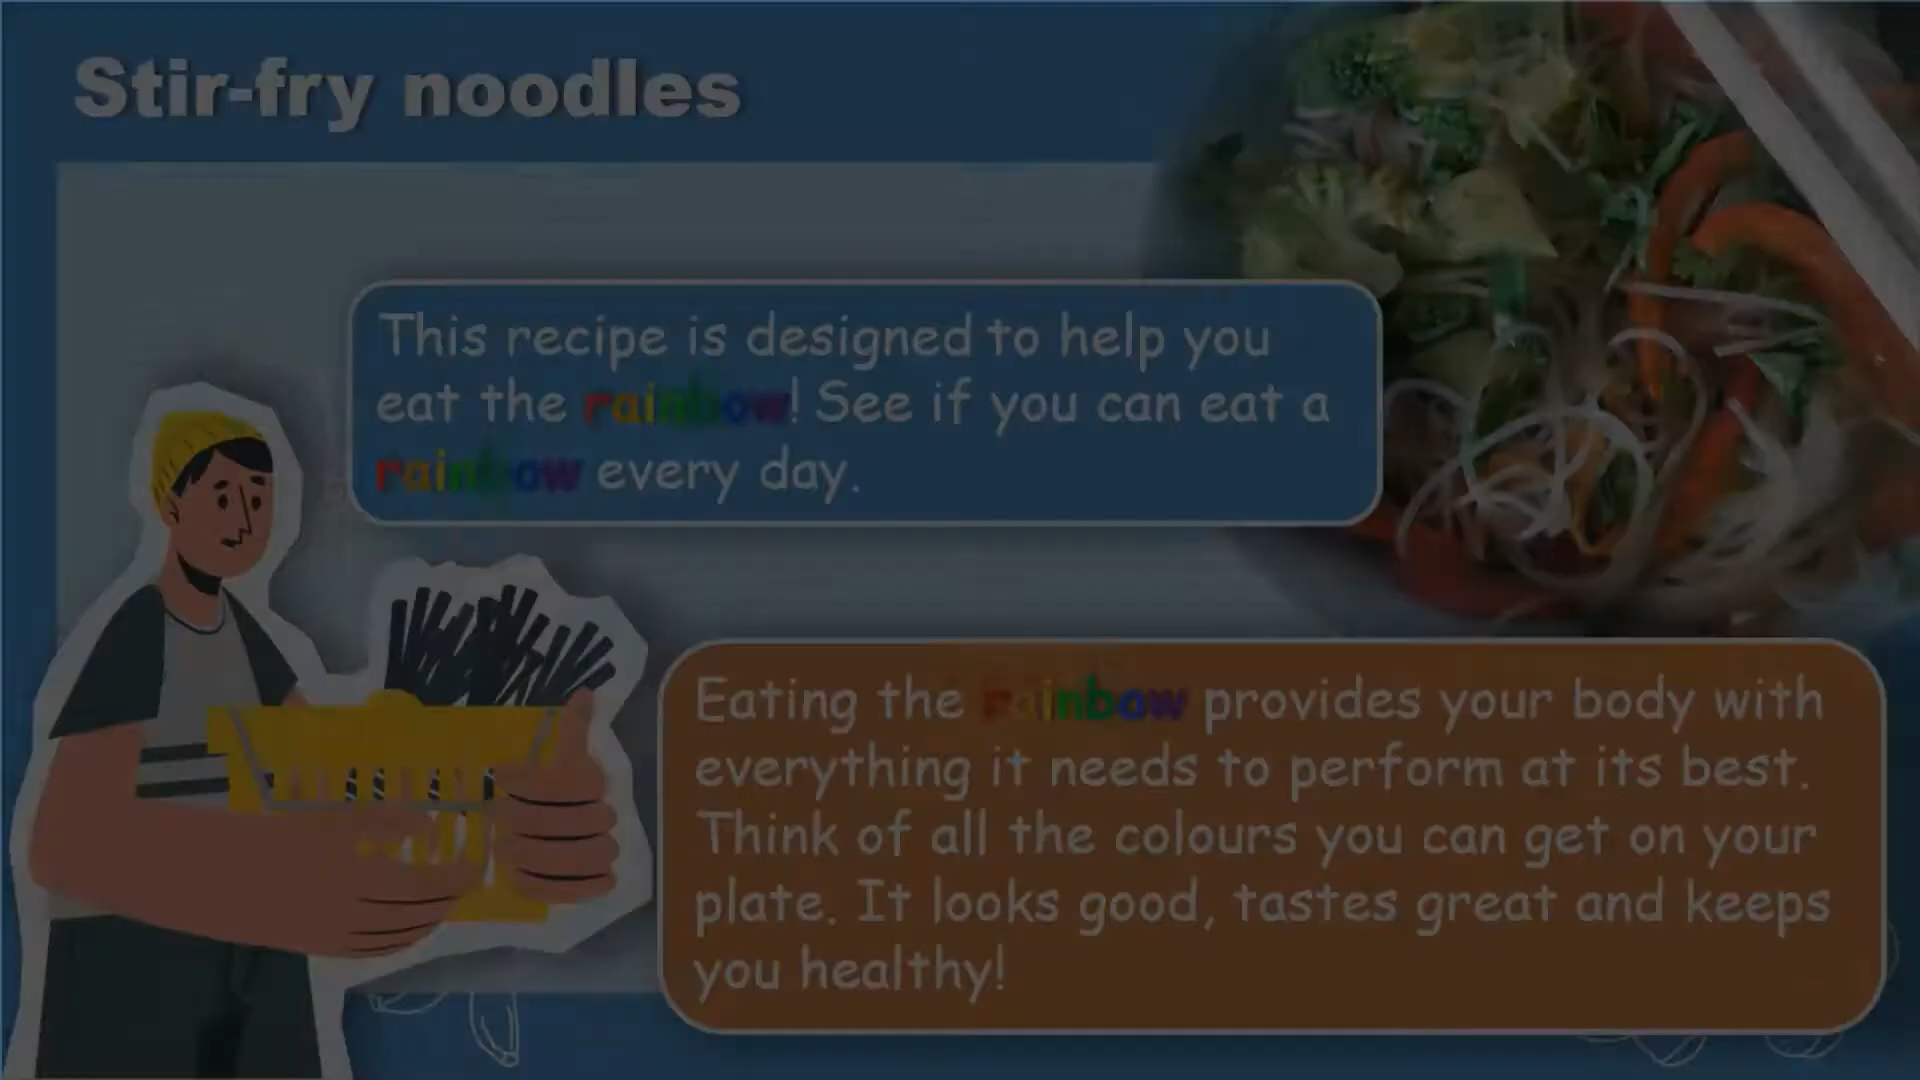 Stir-fry noodles
This recipe is designed to help you
eat the rainbow! See if you can eat a
rainbow every day.
Eating the rainbow provides your body with
everything it needs to perform at its best.
Think of all the colours you can get on your
plate. It looks good, tastes great and keeps
you healthy!